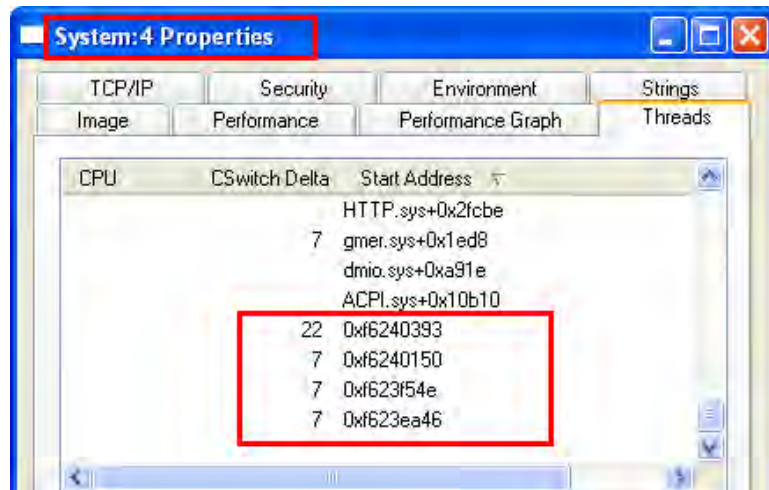 System:4 Properties
TCP/IP Security Environment Strings
Image Performance Performance Graph Threads
CPU CSwitch Delta Start Address
HTTP.sys+0x2fcbe
7 gmer.sys+0x1ed8
dmio.sys+0xa91e
ACPI.sys+0x10b10
22 0xf6240393
7 0xf6240150
7 0xf623f54e
7 0xf623ea46